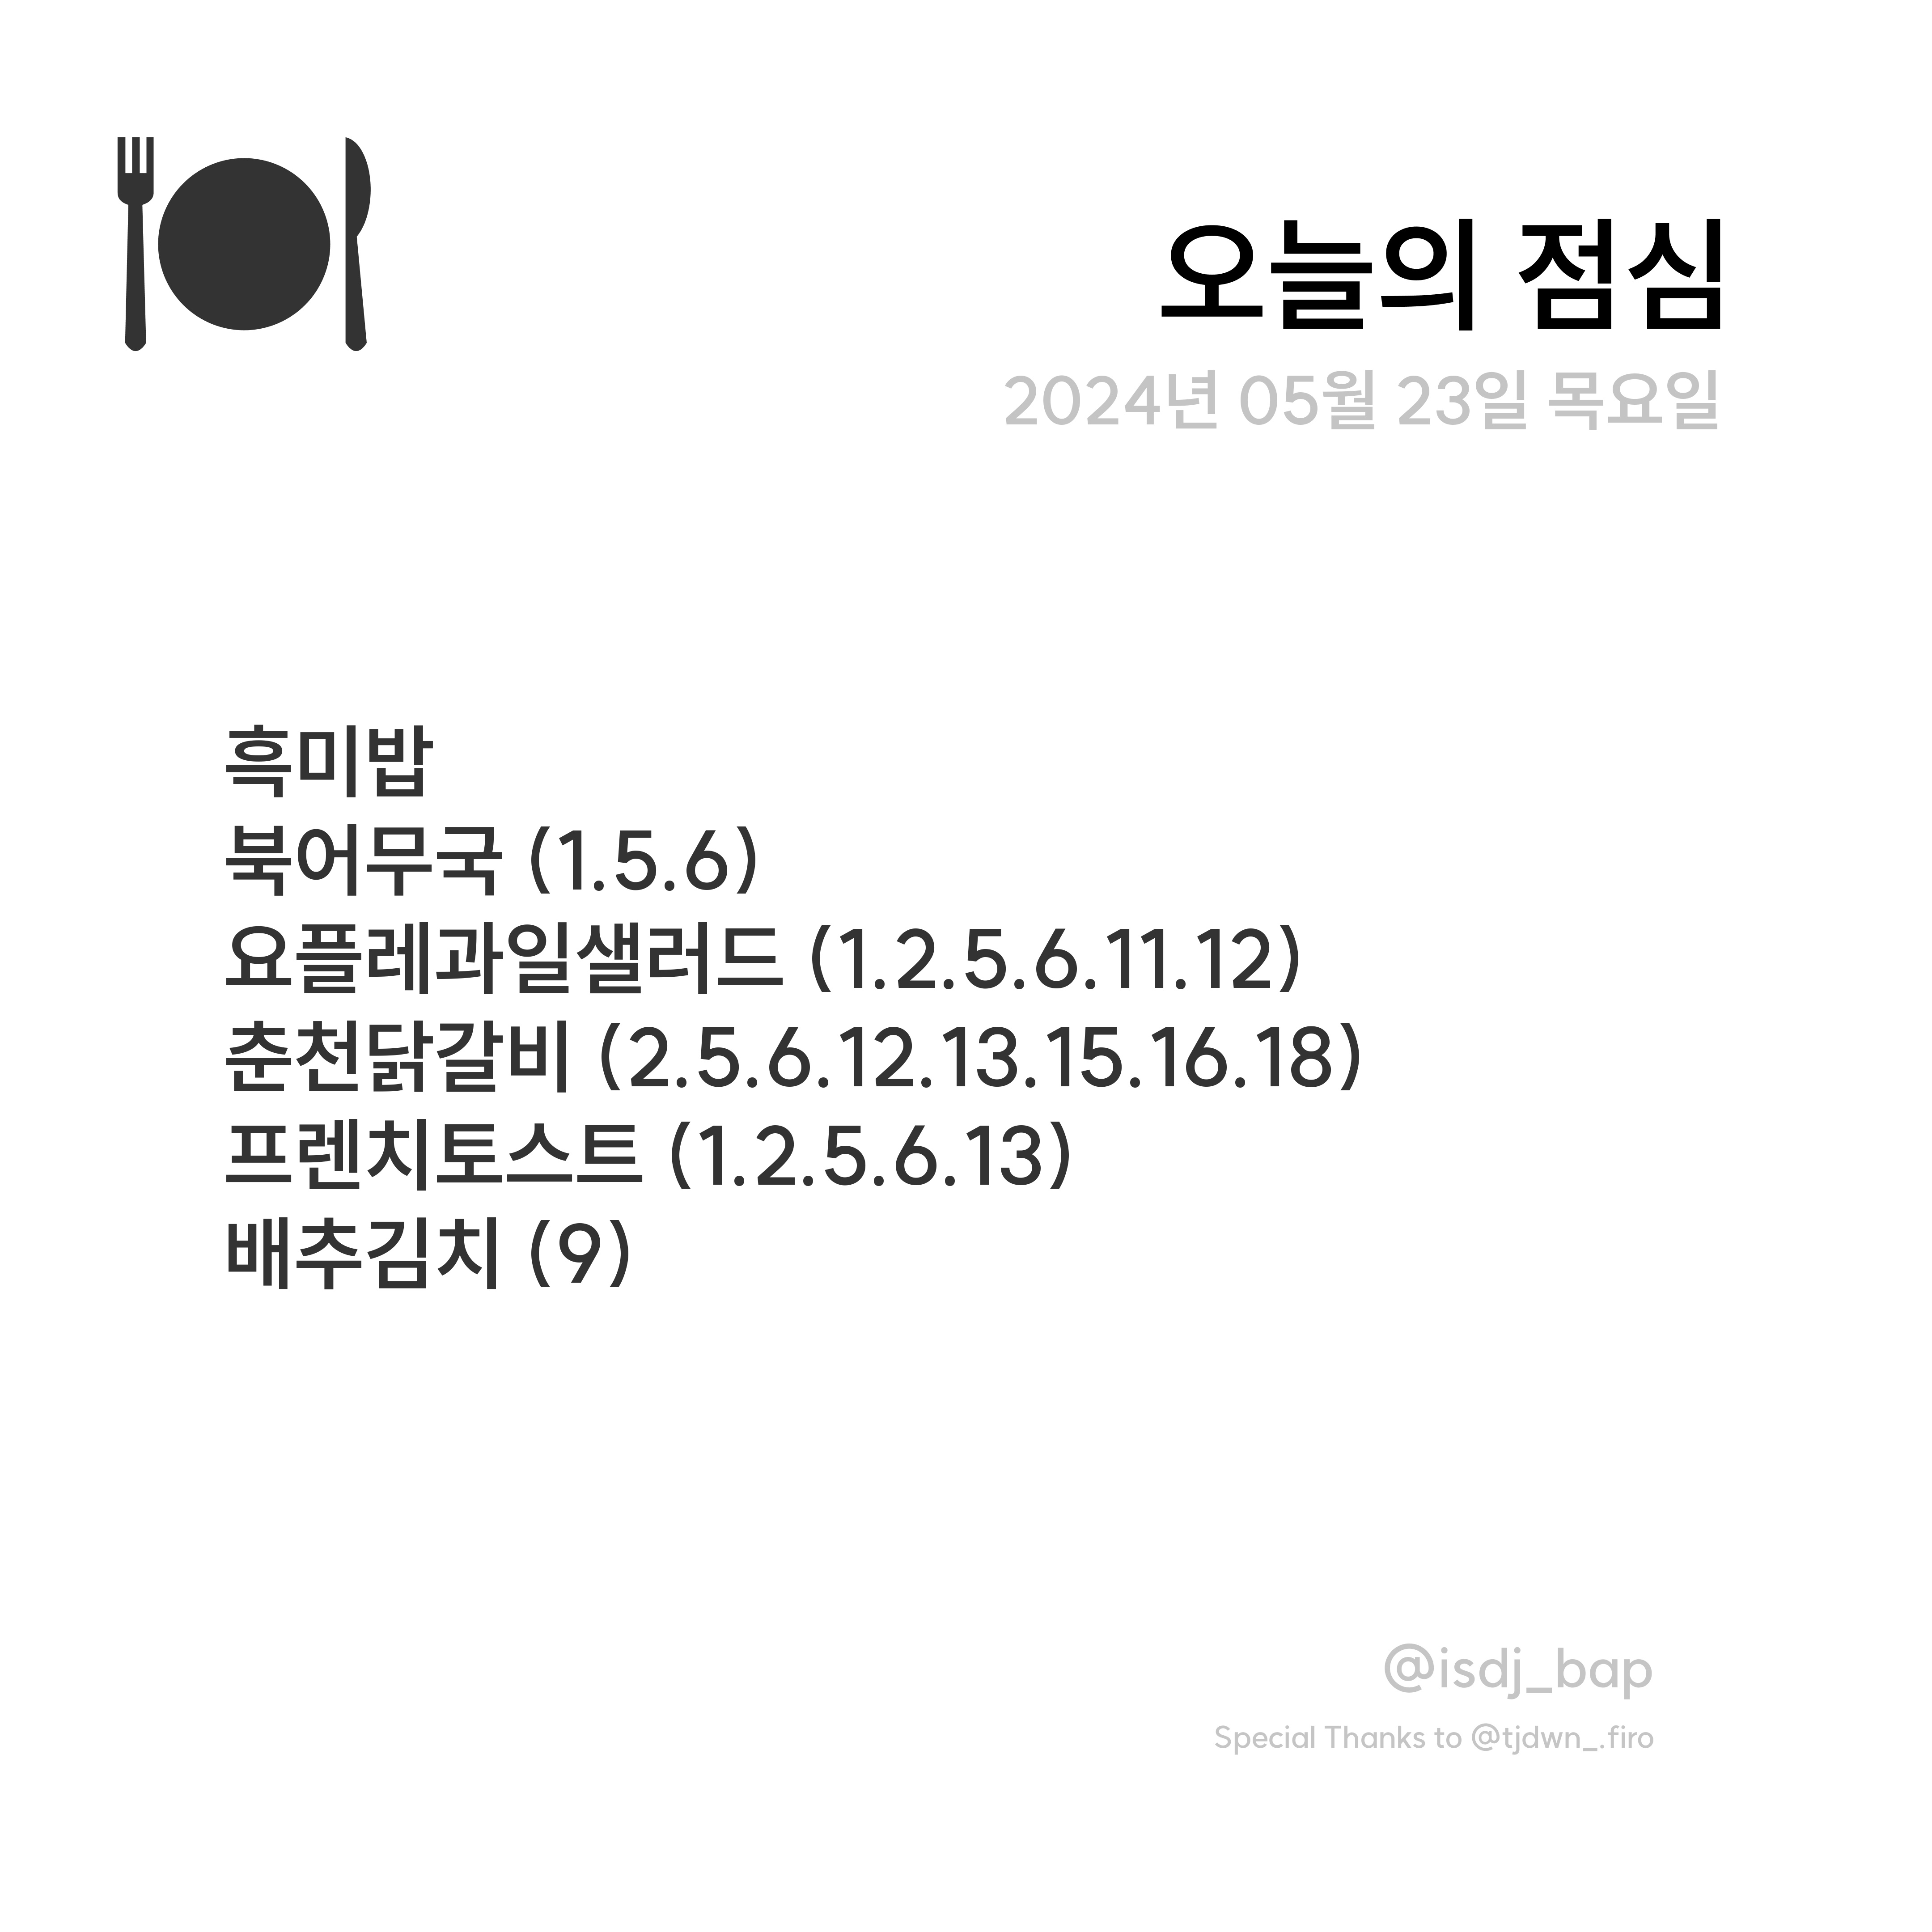 오늘의 점심
2024년 05월 23일 목요일
흑미밥
북어무국 (1.5.6)
요플레과일샐러드 (1.2.5.6.11.12)
춘천닭갈비 (2.5.6.12.13.15.16.18)
프렌치토스트 (1.2.5.6.13)
배추김치 (9)
@isdj_bap
Special Thanks to @tjdwn_.firo